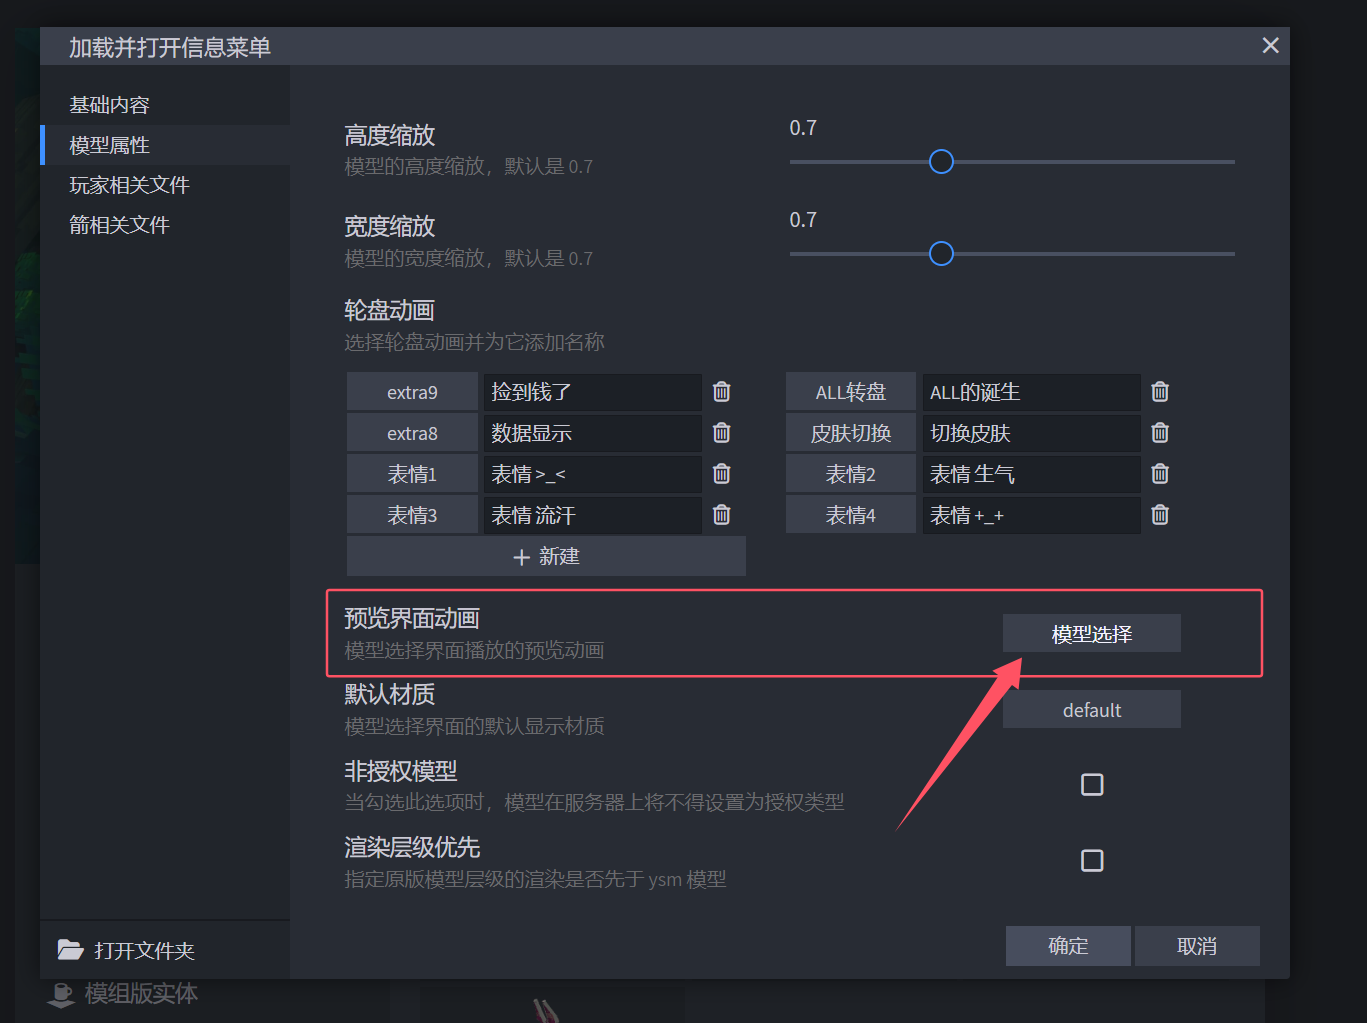 加载并打开信息菜单
基础内容
模型属性
玩家相关文件
箭相关文件
高度缩放
模型的高度缩放，默认是 0.7
0.7
宽度缩放
模型的宽度缩放，默认是 0.7
0.7
轮盘动画
选择轮盘动画并为它添加名称
extra9 捡到钱了 ALL转盘 ALL的诞生
extra8 数据显示 皮肤切换 切换皮肤
表情1 表情 >_< 表情2 表情 生气
表情3 表情 流汗 表情4 表情 +_+
+ 新建
预览界面动画
模型选择界面播放的预览动画
模型选择
默认材质
模型选择界面的默认显示材质
default
非授权模型
当勾选此选项时，模型在服务器上将不得设置为授权类型
渲染层级优先
指定原版模型层级的渲染是否先于 ysm 模型
打开文件夹
确定 取消
模组版实体